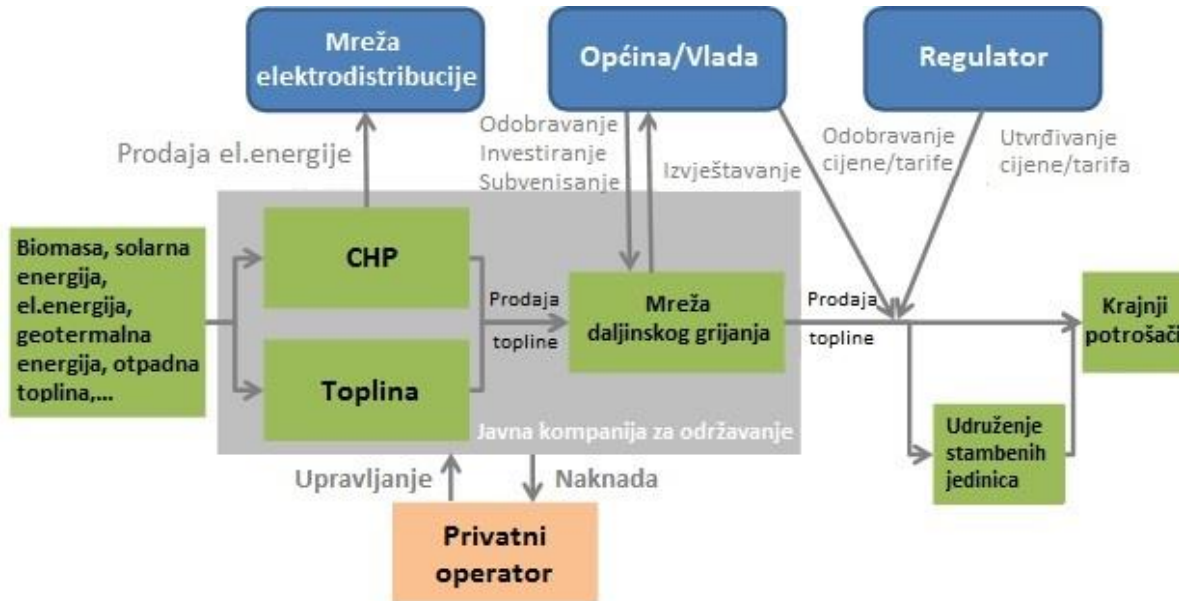 Mreža
elektrodistribucije
Općina/Vlada
Regulator
Prodaja el.energije
Odobravanje
Investiranje
Subvenisanje
Izvještavanje
Odobravanje
cijene/tarife
Utvrđivanje
cijene/tarifa
Biomasa, solarna
energija,
el.energija,
geotermalna
energija, otpadna
toplina,...
CHP
Toplina
Prodaja
topline
Mreža
daljinskog grijanja
Prodaja
topline
Krajnji
potrošači
Javna kompanija za održavanje
Udruženje
stambenih
jedinica
Upravljanje
Naknada
Privatni
operator